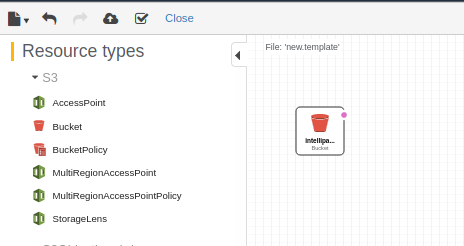 Close
Resource types
File: 'new.template'
S3
AccessPoint
Bucket
BucketPolicy
MultiRegionAccessPoint
MultiRegionAccessPointPolicy
StorageLens
intellipa...
Bucket